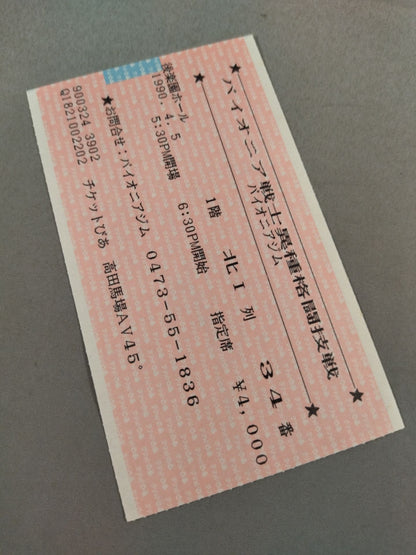 ★ パイオニア戦士異種格闘技戦 ★
パイオニアジム
★ ★
後楽園ホール 1階 北I列 34番
1990. 4. 5 指定席 ¥4,000
5:30PM開場 6:30PM開始
★お問合せ:パイオニアジム 0473-55-1836
900324 3902 チケットぴあ 高田馬場AV45°
Q1821002202